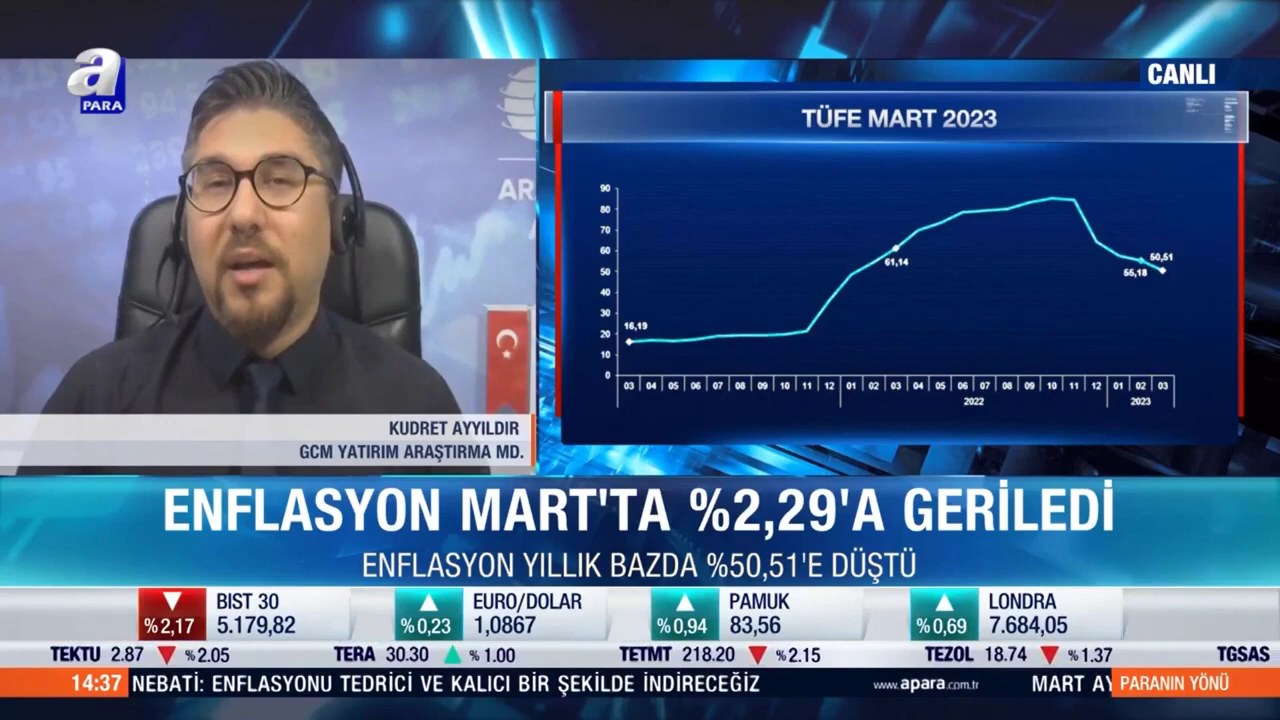 a
PARA
CANLI
TÜFE MART 2023
90
80
70
60
50
40
30
20
10
0
16,19
61,14
55,18
50,51
03 04 05 06 07 08 09 10 11 12 01 02 03 04 05 06 07 08 09 10 11 12 01 02 03
2022 2023
AR
KUDRET AYYILDIR
GCM YATIRIM ARAŞTIRMA MD.
ENFLASYON MART'TA %2,29'A GERİLEDİ
ENFLASYON YILLIK BAZDA %50,51'E DÜŞTÜ
%2,17 BIST 30 5.179,82
%0,23 EURO/DOLAR 1,0867
%0,94 PAMUK 83,56
%0,69 LONDRA 7.684,05
TEKTU 2.87 %2.05 TERA 30.30 % 1.00 TETMT 218.20 %2.15 TEZOL 18.74 %1.37 TGSAS
14:37 NEBATİ: ENFLASYONU TEDRİCİ VE KALICI BİR ŞEKİLDE İNDİRECEĞİZ www.apara.com.tr MART AY PARANIN YÖNÜ